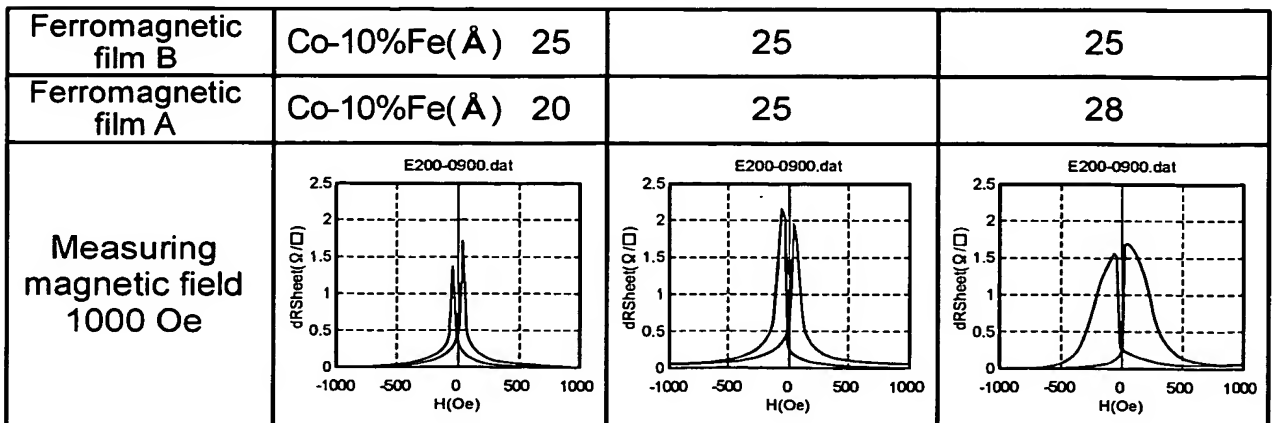 Ferromagnetic
film B
Co-10%Fe(Å) 25
25
25
Ferromagnetic
film A
Co-10%Fe(Å) 20
25
28
Measuring
magnetic field
1000 Oe
E200-0900.dat
2.5
2
1.5
1
0.5
0
dRSheet(Ω/□)
-1000 -500 0 500 1000
H(Oe)
E200-0900.dat
2.5
2
1.5
1
0.5
0
dRSheet(Ω/□)
-1000 -500 0 500 1000
H(Oe)
E200-0900.dat
2.5
2
1.5
1
0.5
0
dRSheet(Ω/□)
-1000 -500 0 500 1000
H(Oe)